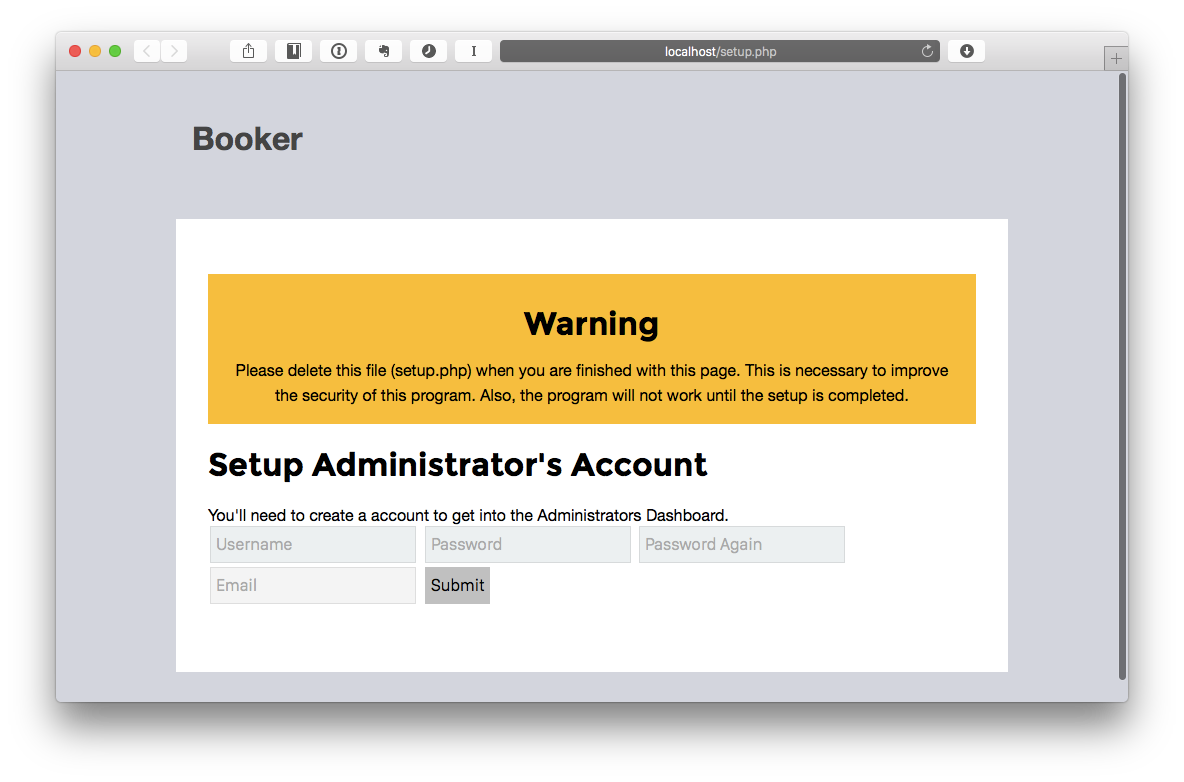 localhost/setup.php
Booker
Warning
Please delete this file (setup.php) when you are finished with this page. This is necessary to improve
the security of this program. Also, the program will not work until the setup is completed.
Setup Administrator's Account
You'll need to create a account to get into the Administrators Dashboard.
Username Password Password Again
Email Submit